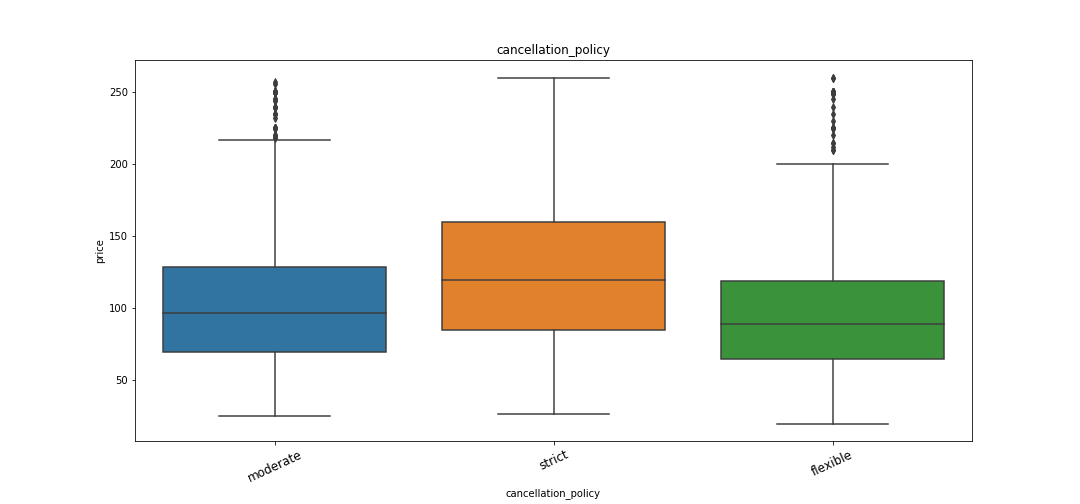 cancellation_policy
250
200
150
100
50
price
moderate
strict
flexible
cancellation_policy